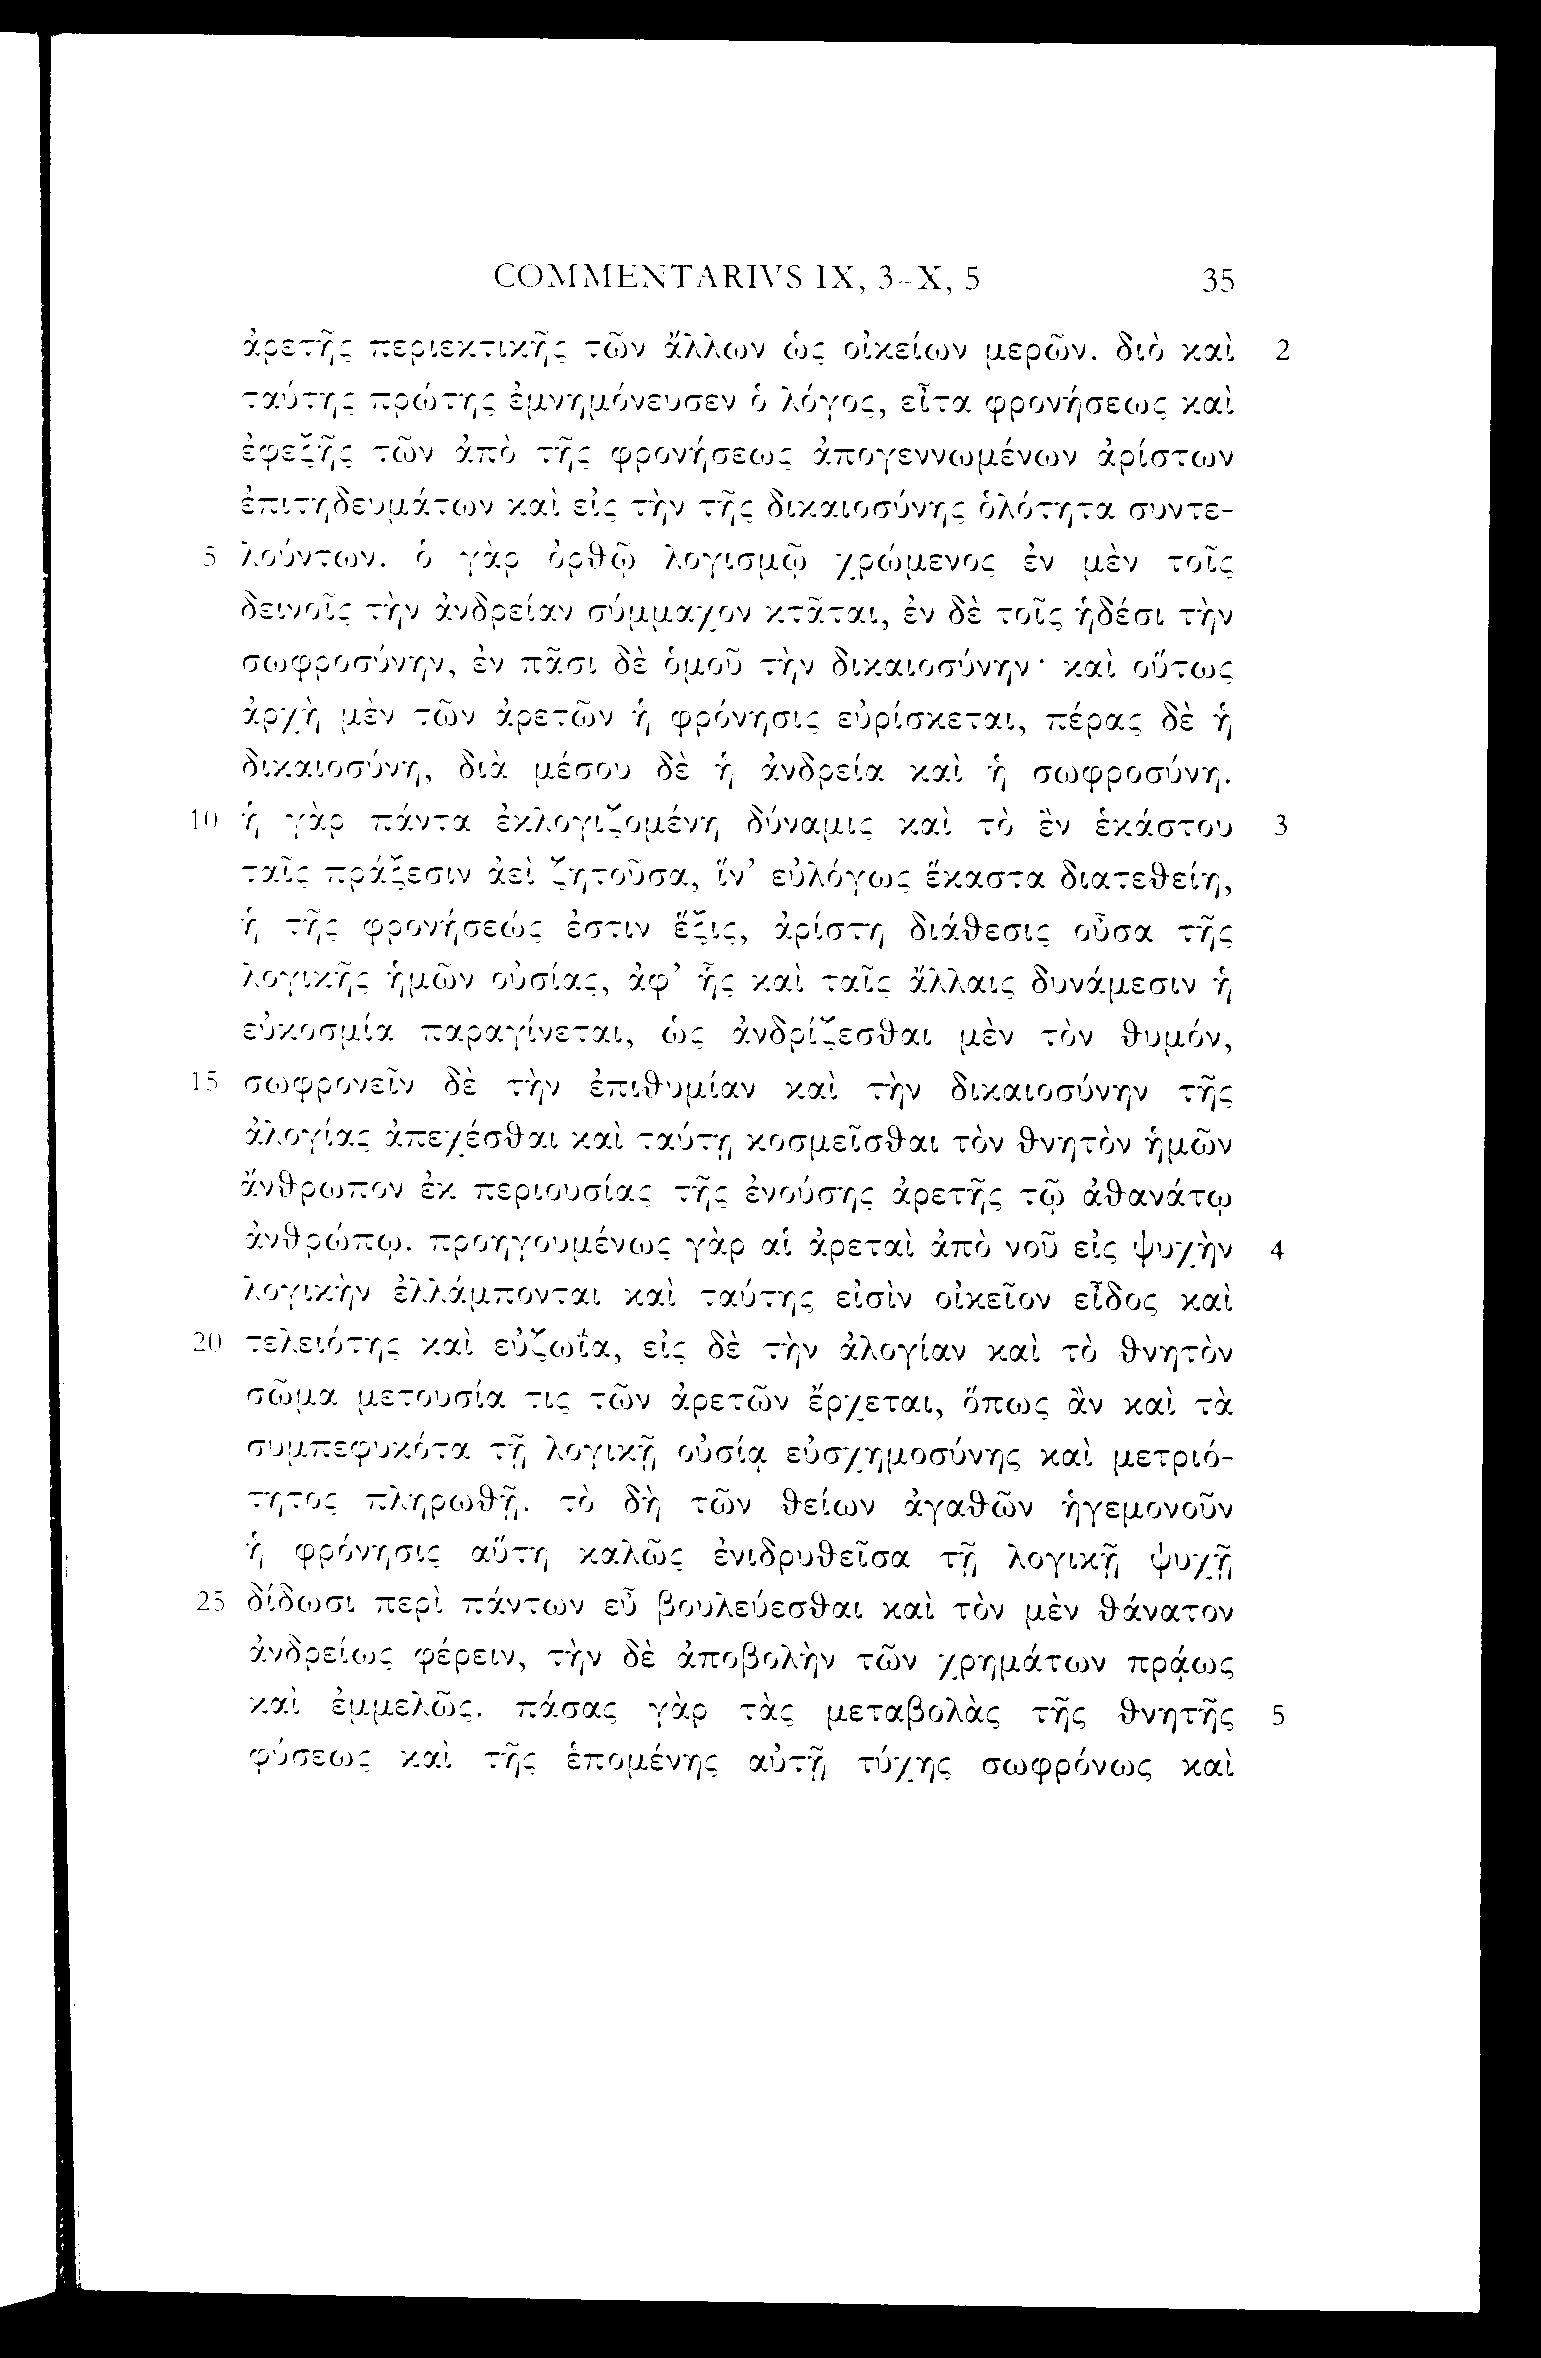 COMMENTARIVS IX, 3-X, 5 35
ἀρετῆς περιεκτικῆς τῶν ἄλλων ὡς οἰκείων μερῶν. διὸ καὶ 2
ταύτης πρώτης ἐμνημόνευσεν ὁ λόγος, εἶτα φρονήσεως καὶ
ἐφεξῆς τῶν ἀπὸ τῆς φρονήσεως ἀπογεννωμένων ἀρίστων
ἐπιτηδευμάτων καὶ εἰς τὴν τῆς δικαιοσύνης ὁλότητα συντε-
5 λούντων. ὁ γὰρ ὀρθῷ λογισμῷ χρώμενος ἐν μὲν τοῖς
δεινοῖς τὴν ἀνδρείαν σύμμαχον κτᾶται, ἐν δὲ τοῖς ἡδέσι τὴν
σωφροσύνην, ἐν πᾶσι δὲ ὁμοῦ τὴν δικαιοσύνην· καὶ οὕτως
ἀρχὴ μὲν τῶν ἀρετῶν ἡ φρόνησις εὑρίσκεται, πέρας δὲ ἡ
δικαιοσύνη, διὰ μέσου δὲ ἡ ἀνδρεία καὶ ἡ σωφροσύνη.
10 ἡ γὰρ πάντα ἐκλογιζομένη δύναμις καὶ τὸ ἓν ἑκάστου 3
ταῖς πράξεσιν ἀεὶ ζητοῦσα, ἵν' εὐλόγως ἕκαστα διατεθείη,
ἡ τῆς φρονήσεώς ἐστιν ἕξις, ἀρίστη διάθεσις οὖσα τῆς
λογικῆς ἡμῶν οὐσίας, ἀφ' ἧς καὶ ταῖς ἄλλαις δυνάμεσιν ἡ
εὐκοσμία παραγίνεται, ὡς ἀνδρίζεσθαι μὲν τὸν θυμόν,
15 σωφρονεῖν δὲ τὴν ἐπιθυμίαν καὶ τὴν δικαιοσύνην τῆς
ἀλογίας ἀπεχέσθαι καὶ ταύτῃ κοσμεῖσθαι τὸν θνητὸν ἡμῶν
ἄνθρωπον ἐκ περιουσίας τῆς ἐνούσης ἀρετῆς τῷ ἀθανάτῳ
ἀνθρώπῳ. προηγουμένως γὰρ αἱ ἀρεταὶ ἀπὸ νοῦ εἰς ψυχὴν 4
λογικὴν ἐλλάμπονται καὶ ταύτης εἰσὶν οἰκεῖον εἶδος καὶ
20 τελειότης καὶ εὐζωΐα, εἰς δὲ τὴν ἀλογίαν καὶ τὸ θνητὸν
σῶμα μετουσία τις τῶν ἀρετῶν ἔρχεται, ὅπως ἂν καὶ τὰ
συμπεφυκότα τῇ λογικῇ οὐσίᾳ εὐσχημοσύνης καὶ μετριό-
τητος πληρωθῇ. τὸ δὴ τῶν θείων ἀγαθῶν ἡγεμονοῦν
ἡ φρόνησις αὕτη καλῶς ἐνιδρυθεῖσα τῇ λογικῇ ψυχῇ
25 δίδωσι περὶ πάντων εὖ βουλεύεσθαι καὶ τὸν μὲν θάνατον
ἀνδρείως φέρειν, τὴν δὲ ἀποβολὴν τῶν χρημάτων πρᾴως
καὶ ἐμμελῶς. πάσας γὰρ τὰς μεταβολὰς τῆς θνητῆς 5
φύσεως καὶ τῆς ἑπομένης αὐτῇ τύχης σωφρόνως καὶ